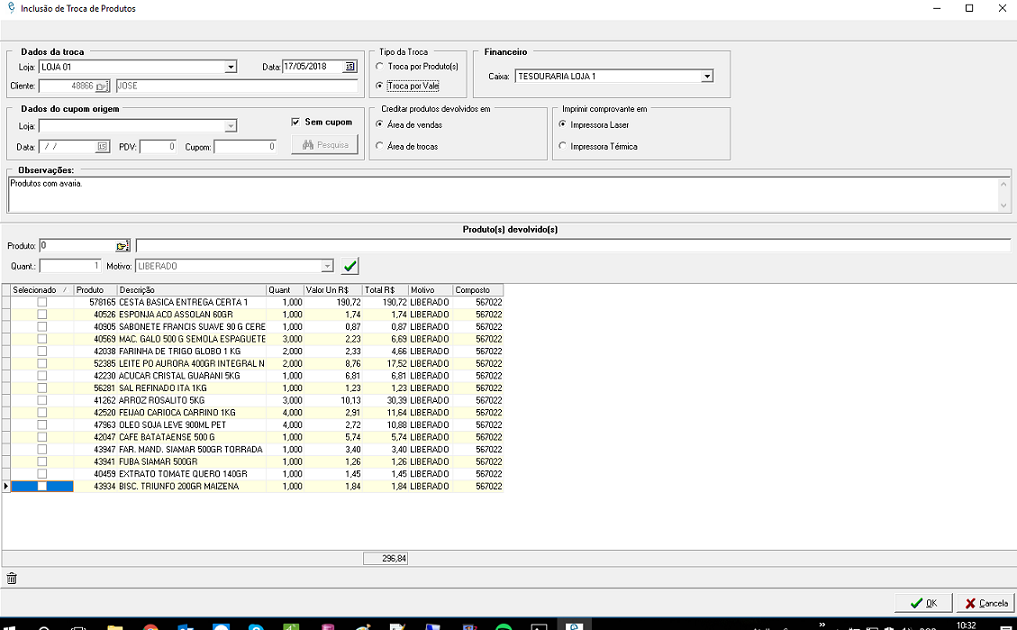 Inclusão de Troca de Produtos
Dados da troca
Loja: LOJA 01 Data: 17/05/2018 15
Cliente: 48866 JOSE
Tipo da Troca
Troca por Produto(s)
Troca por Vale
Financeiro
Caixa: TESOURARIA LOJA 1
Dados do cupom origem
Loja: Sem cupom
Data: / / 15 PDV: 0 Cupom: 0 Pesquisa
Creditar produtos devolvidos em
Área de vendas
Área de trocas
Imprimir comprovante em
Impressora Laser
Impressora Térmica
Observações:
Produtos com avaria.
Produto(s) devolvido(s)
Produto: 0
Quant.: 1 Motivo: LIBERADO
Selecionado Produto Descrição Quant Valor Un R$ Total R$ Motivo Composto
578165 CESTA BASICA ENTREGA CERTA 1 1,000 190,72 190,72 LIBERADO 567022
40526 ESPONJA ACO ASSOLAN 60GR 1,000 1,74 1,74 LIBERADO 567022
40905 SABONETE FRANCIS SUAVE 90 G CERE 1,000 0,87 0,87 LIBERADO 567022
40569 MAC. GALO 500 G SEMOLA ESPAGUETE 3,000 2,23 6,69 LIBERADO 567022
42038 FARINHA DE TRIGO GLOBO 1 KG 2,000 2,33 4,66 LIBERADO 567022
52385 LEITE PO AURORA 400GR INTEGRAL N 2,000 8,76 17,52 LIBERADO 567022
42230 ACUCAR CRISTAL GUARANI 5KG 1,000 6,81 6,81 LIBERADO 567022
56281 SAL REFINADO ITA 1KG 1,000 1,23 1,23 LIBERADO 567022
41262 ARROZ ROSALITO 5KG 3,000 10,13 30,39 LIBERADO 567022
42520 FEIJAO CARIOCA CARRINO 1KG 4,000 2,91 11,64 LIBERADO 567022
47963 OLEO SOJA LEVE 900ML PET 4,000 2,72 10,88 LIBERADO 567022
42047 CAFE BATATAENSE 500 G 1,000 5,74 5,74 LIBERADO 567022
43947 FAR. MAND. SIAMAR 500GR TORRADA 1,000 3,40 3,40 LIBERADO 567022
43941 FUBA SIAMAR 500GR 1,000 1,26 1,26 LIBERADO 567022
40459 EXTRATO TOMATE QUERO 140GR 1,000 1,45 1,45 LIBERADO 567022
43934 BISC. TRIUNFO 200GR MAIZENA 1,000 1,84 1,84 LIBERADO 567022
296,84
OK Cancela
10:32